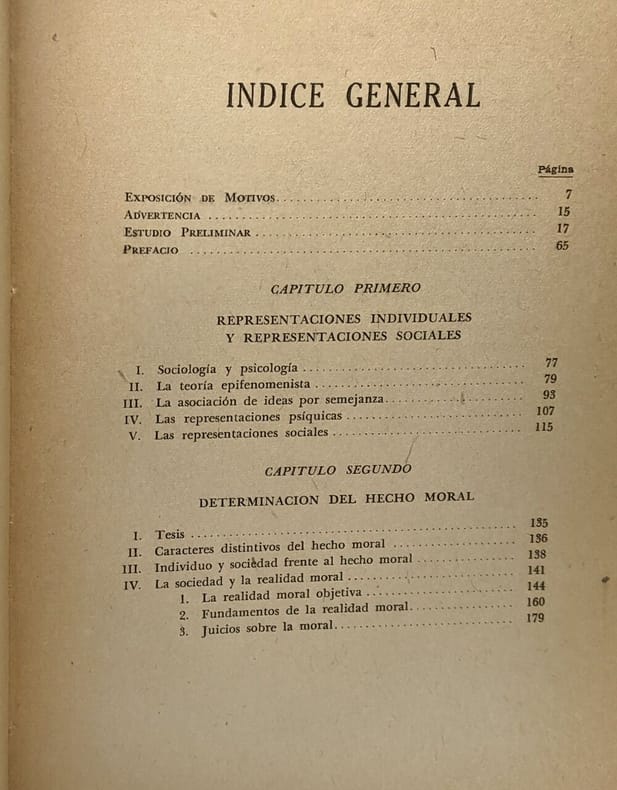 INDICE GENERAL
Página
EXPOSICIÓN DE MOTIVOS. 7
ADVERTENCIA 15
ESTUDIO PRELIMINAR 17
PREFACIO 65
CAPITULO PRIMERO
REPRESENTACIONES INDIVIDUALES
Y REPRESENTACIONES SOCIALES
I. Sociología y psicología 77
II. La teoría epifenomenista 79
III. La asociación de ideas por semejanza. 93
IV. Las representaciones psíquicas 107
V. Las representaciones sociales 115
CAPITULO SEGUNDO
DETERMINACION DEL HECHO MORAL
I. Tesis 135
II. Caracteres distintivos del hecho moral 136
III. Individuo y sociedad frente al hecho moral 138
IV. La sociedad y la realidad moral 141
1. La realidad moral objetiva 144
2. Fundamentos de la realidad moral. 160
3. Juicios sobre la moral. 179